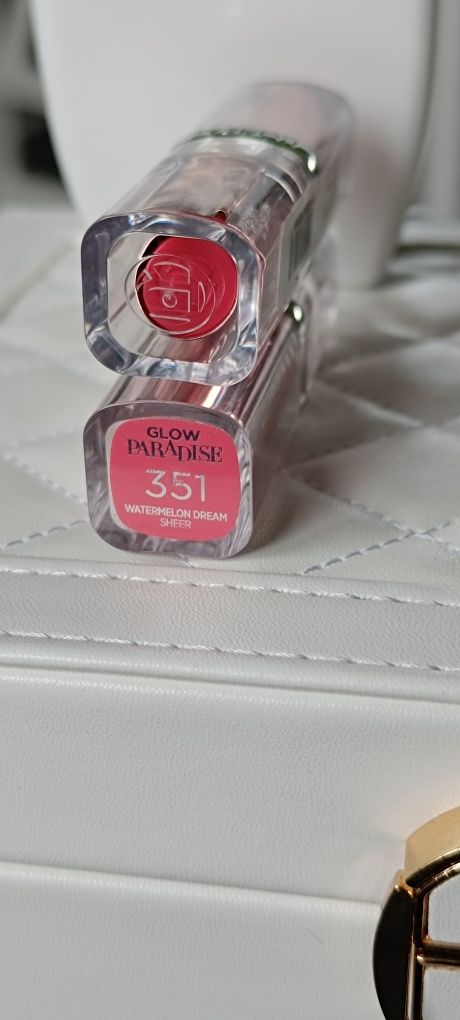 GLOW
PARADISE
351
WATERMELON DREAM
SHEER